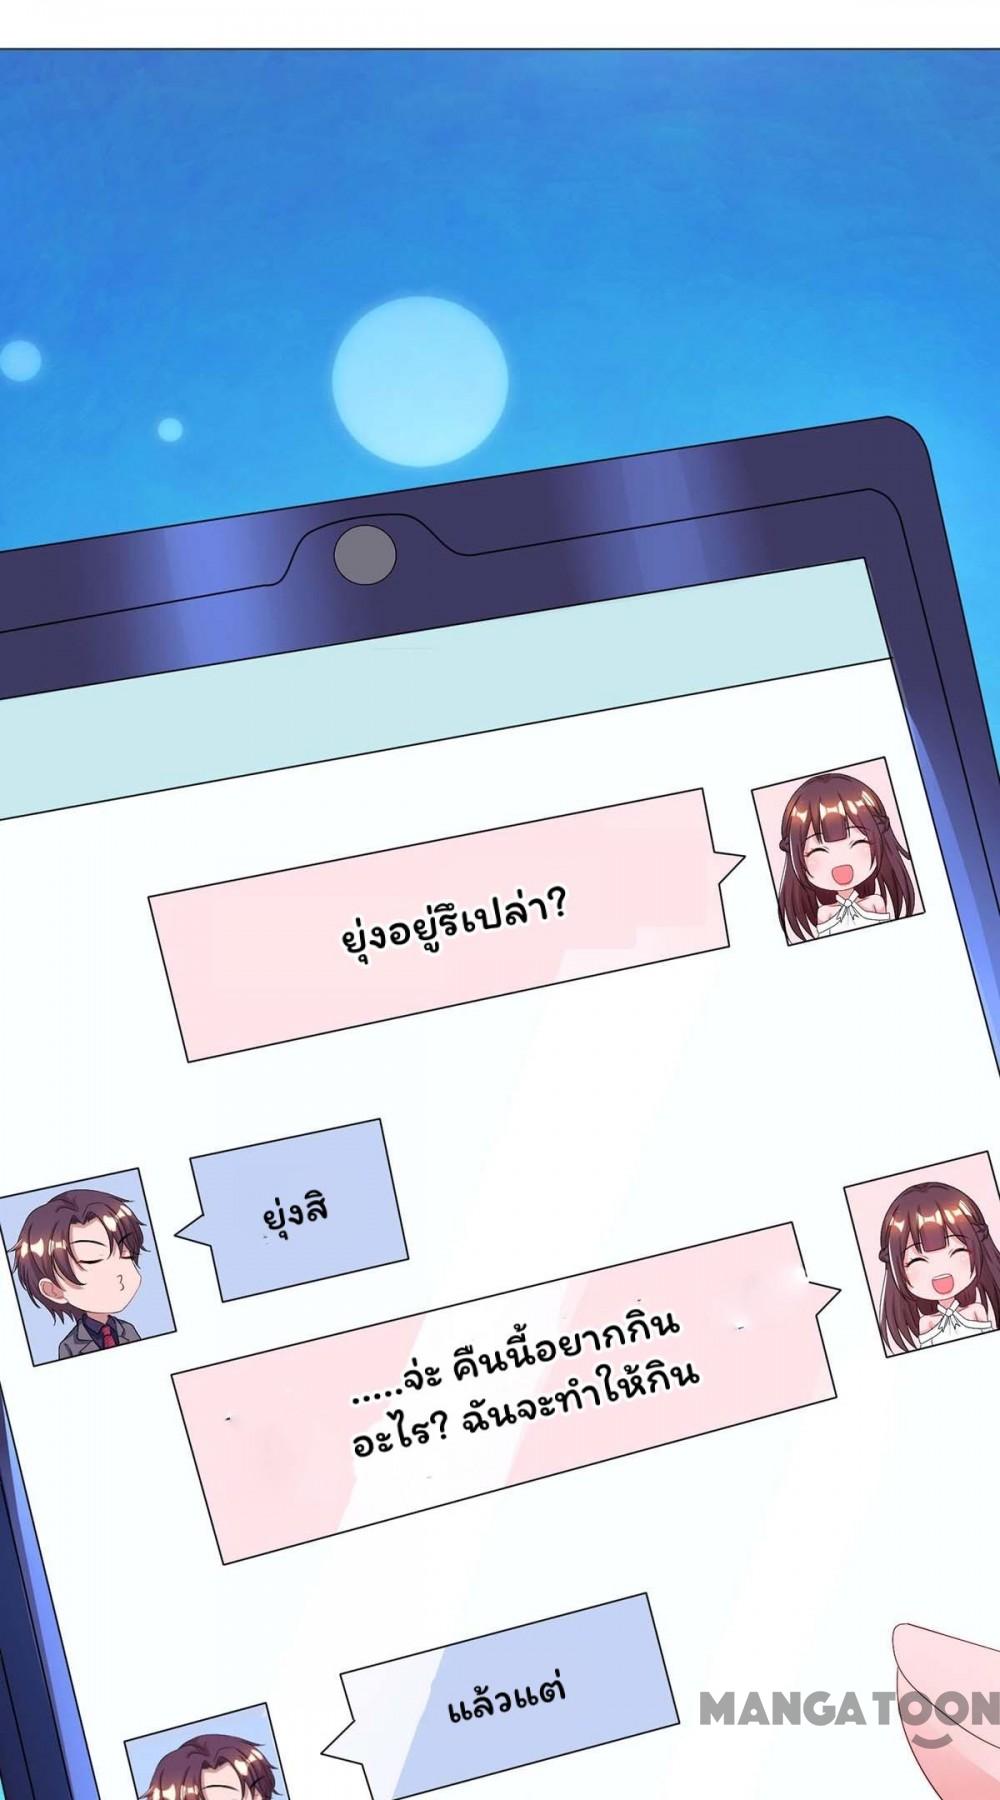 ยุ่งอยู่รึเปล่า?
ยุ่งสิ
.....จ่ะ คืนนี้อยากกิน
อะไร? ฉันจะทำให้กิน
แล้วแต่
MANGATOON